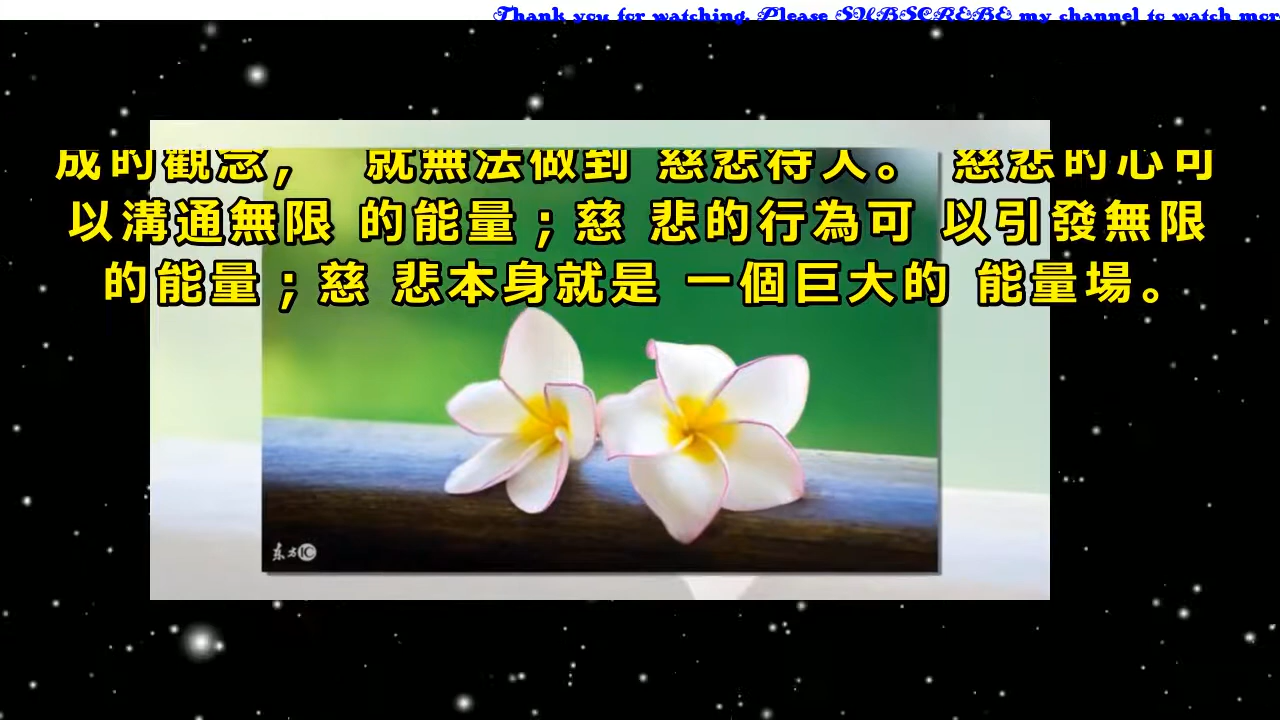 Thank you for watching. Please SUBSCREBE my channel to watch mor
成的觀念， 就無法做到 慈悲待人。 慈悲的心可
以溝通無限 的能量；慈 悲的行為可 以引發無限
的能量；慈 悲本身就是 一個巨大的 能量場。
东方IC